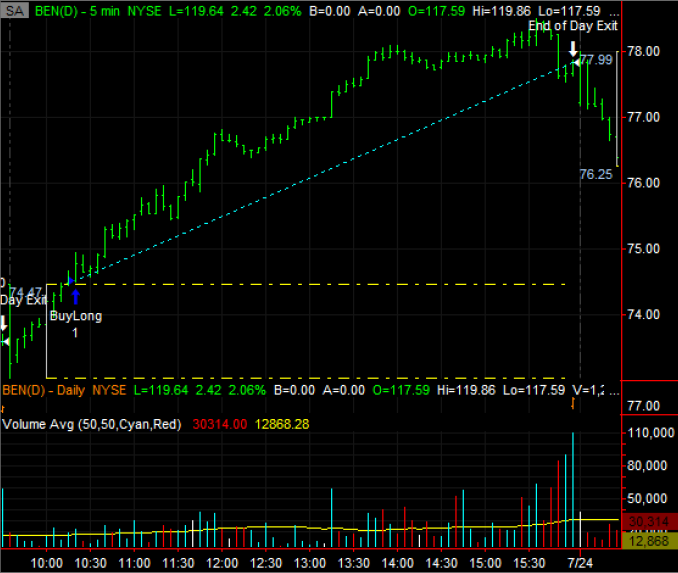 SA BEN(D) - 5 min NYSE L=119.64 2.42 2.06% B=0.00 A=0.00 O=117.59 Hi=119.86 Lo=117.59 ...
End of Day Exit
78.00
77.99
77.00
76.25
76.00
75.00
74.47
Day Exit
BuyLong
74.00
1
BEN(D) - Daily NYSE L=119.64 2.42 2.06% B=0.00 A=0.00 O=117.59 Hi=119.86 Lo=117.59 V=1,2 ...
77.00
Volume Avg (50,50,Cyan,Red) 30314.00 12868.28
110,000
80,000
50,000
30,314
12,868
10:00 10:30 11:00 11:30 12:00 12:30 13:00 13:30 14:00 14:30 15:00 15:30 7/24